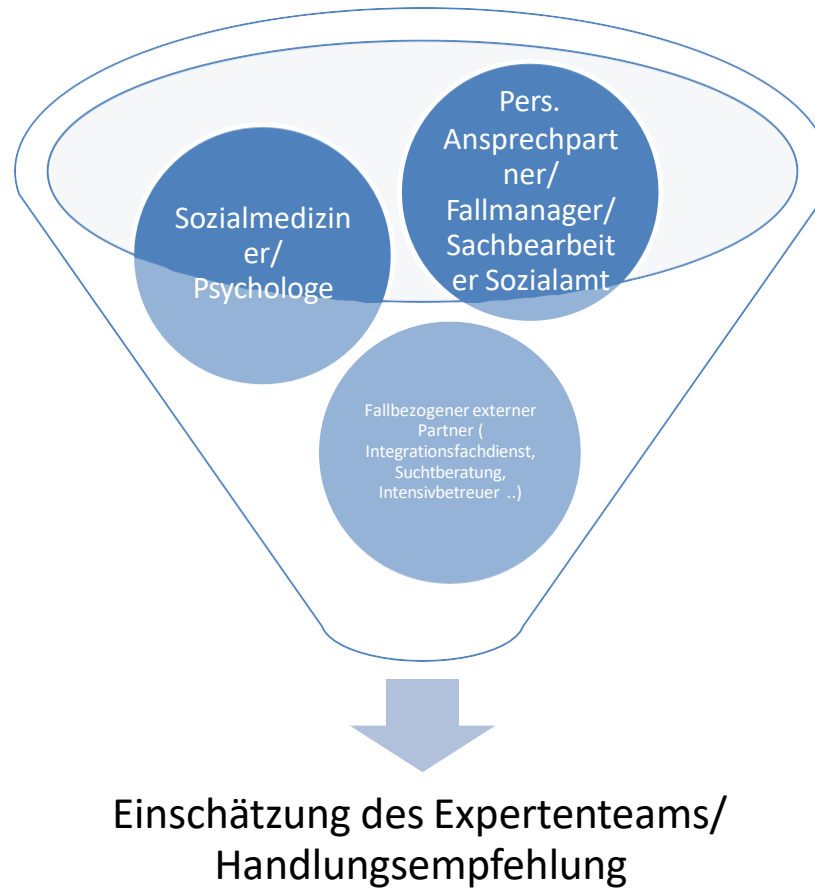 Pers.
Ansprechpart
ner/
Fallmanager/
Sachbearbeit
er Sozialamt
Sozialmedizin
er/
Psychologe
Fallbezogener externer
Partner (
Integrationsfachdienst,
Suchtberatung,
Intensivbetreuer ..)
Einschätzung des Expertenteams/
Handlungsempfehlung